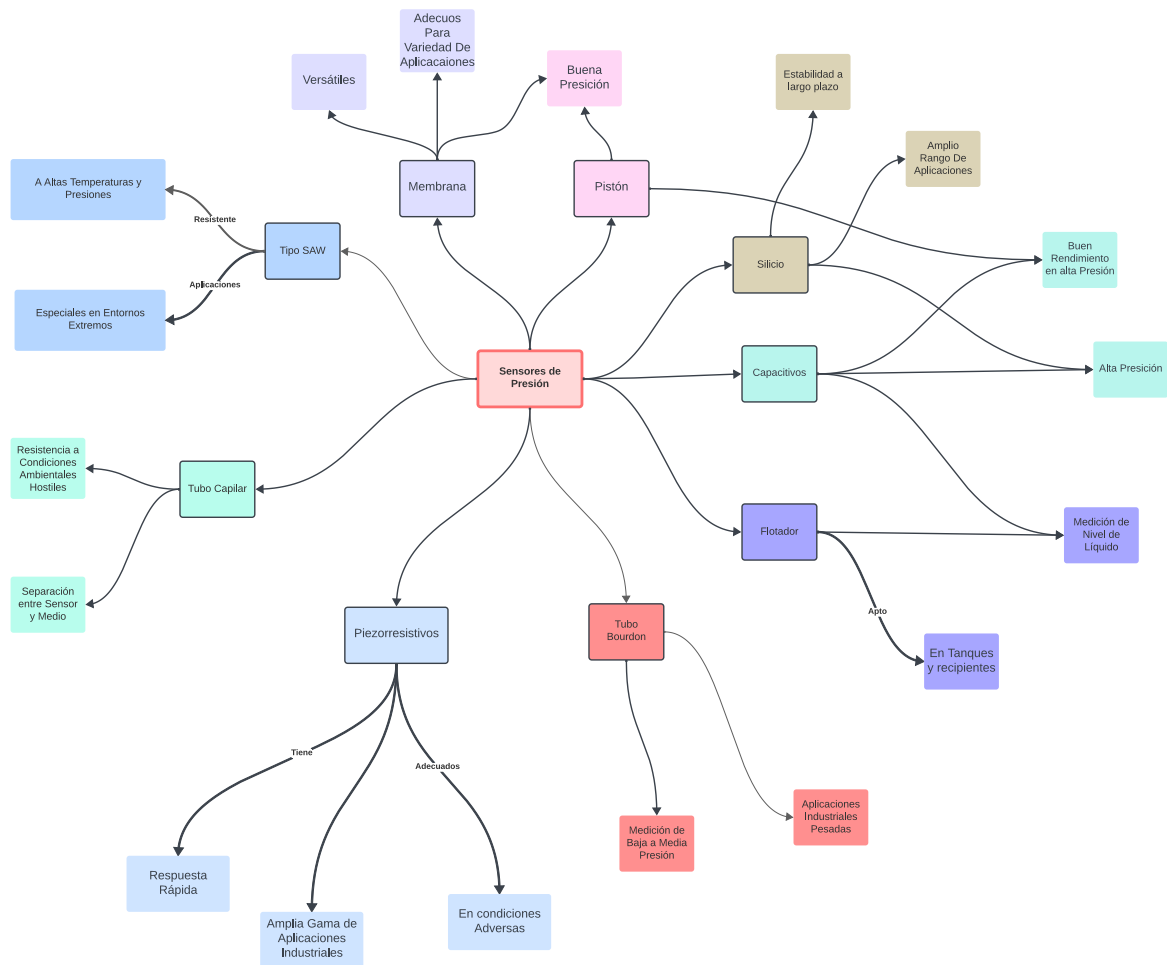 Adecuos
Para
Variedad De
Aplicacaiones
Versátiles
Buena
Presición
Estabilidad a
largo plazo
Amplio
Rango De
Aplicaciones
A Altas Temperaturas y
Presiones
Membrana
Pistón
Resistente
Tipo SAW
Silicio
Buen
Rendimiento
en alta Presión
Aplicaciones
Especiales en Entornos
Extremos
Sensores de
Presión
Capacitivos
Alta Presición
Resistencia a
Condiciones
Ambientales
Hostiles
Tubo Capilar
Flotador
Medición de
Nivel de
Líquido
Separación
entre Sensor
y Medio
Apto
Piezorresistivos
Tubo
Bourdon
En Tanques
y recipientes
Tiene
Adecuados
Aplicaciones
Industriales
Pesadas
Medición de
Baja a Media
Presión
Respuesta
Rápida
Amplia Gama de
Aplicaciones
Industriales
En condiciones
Adversas